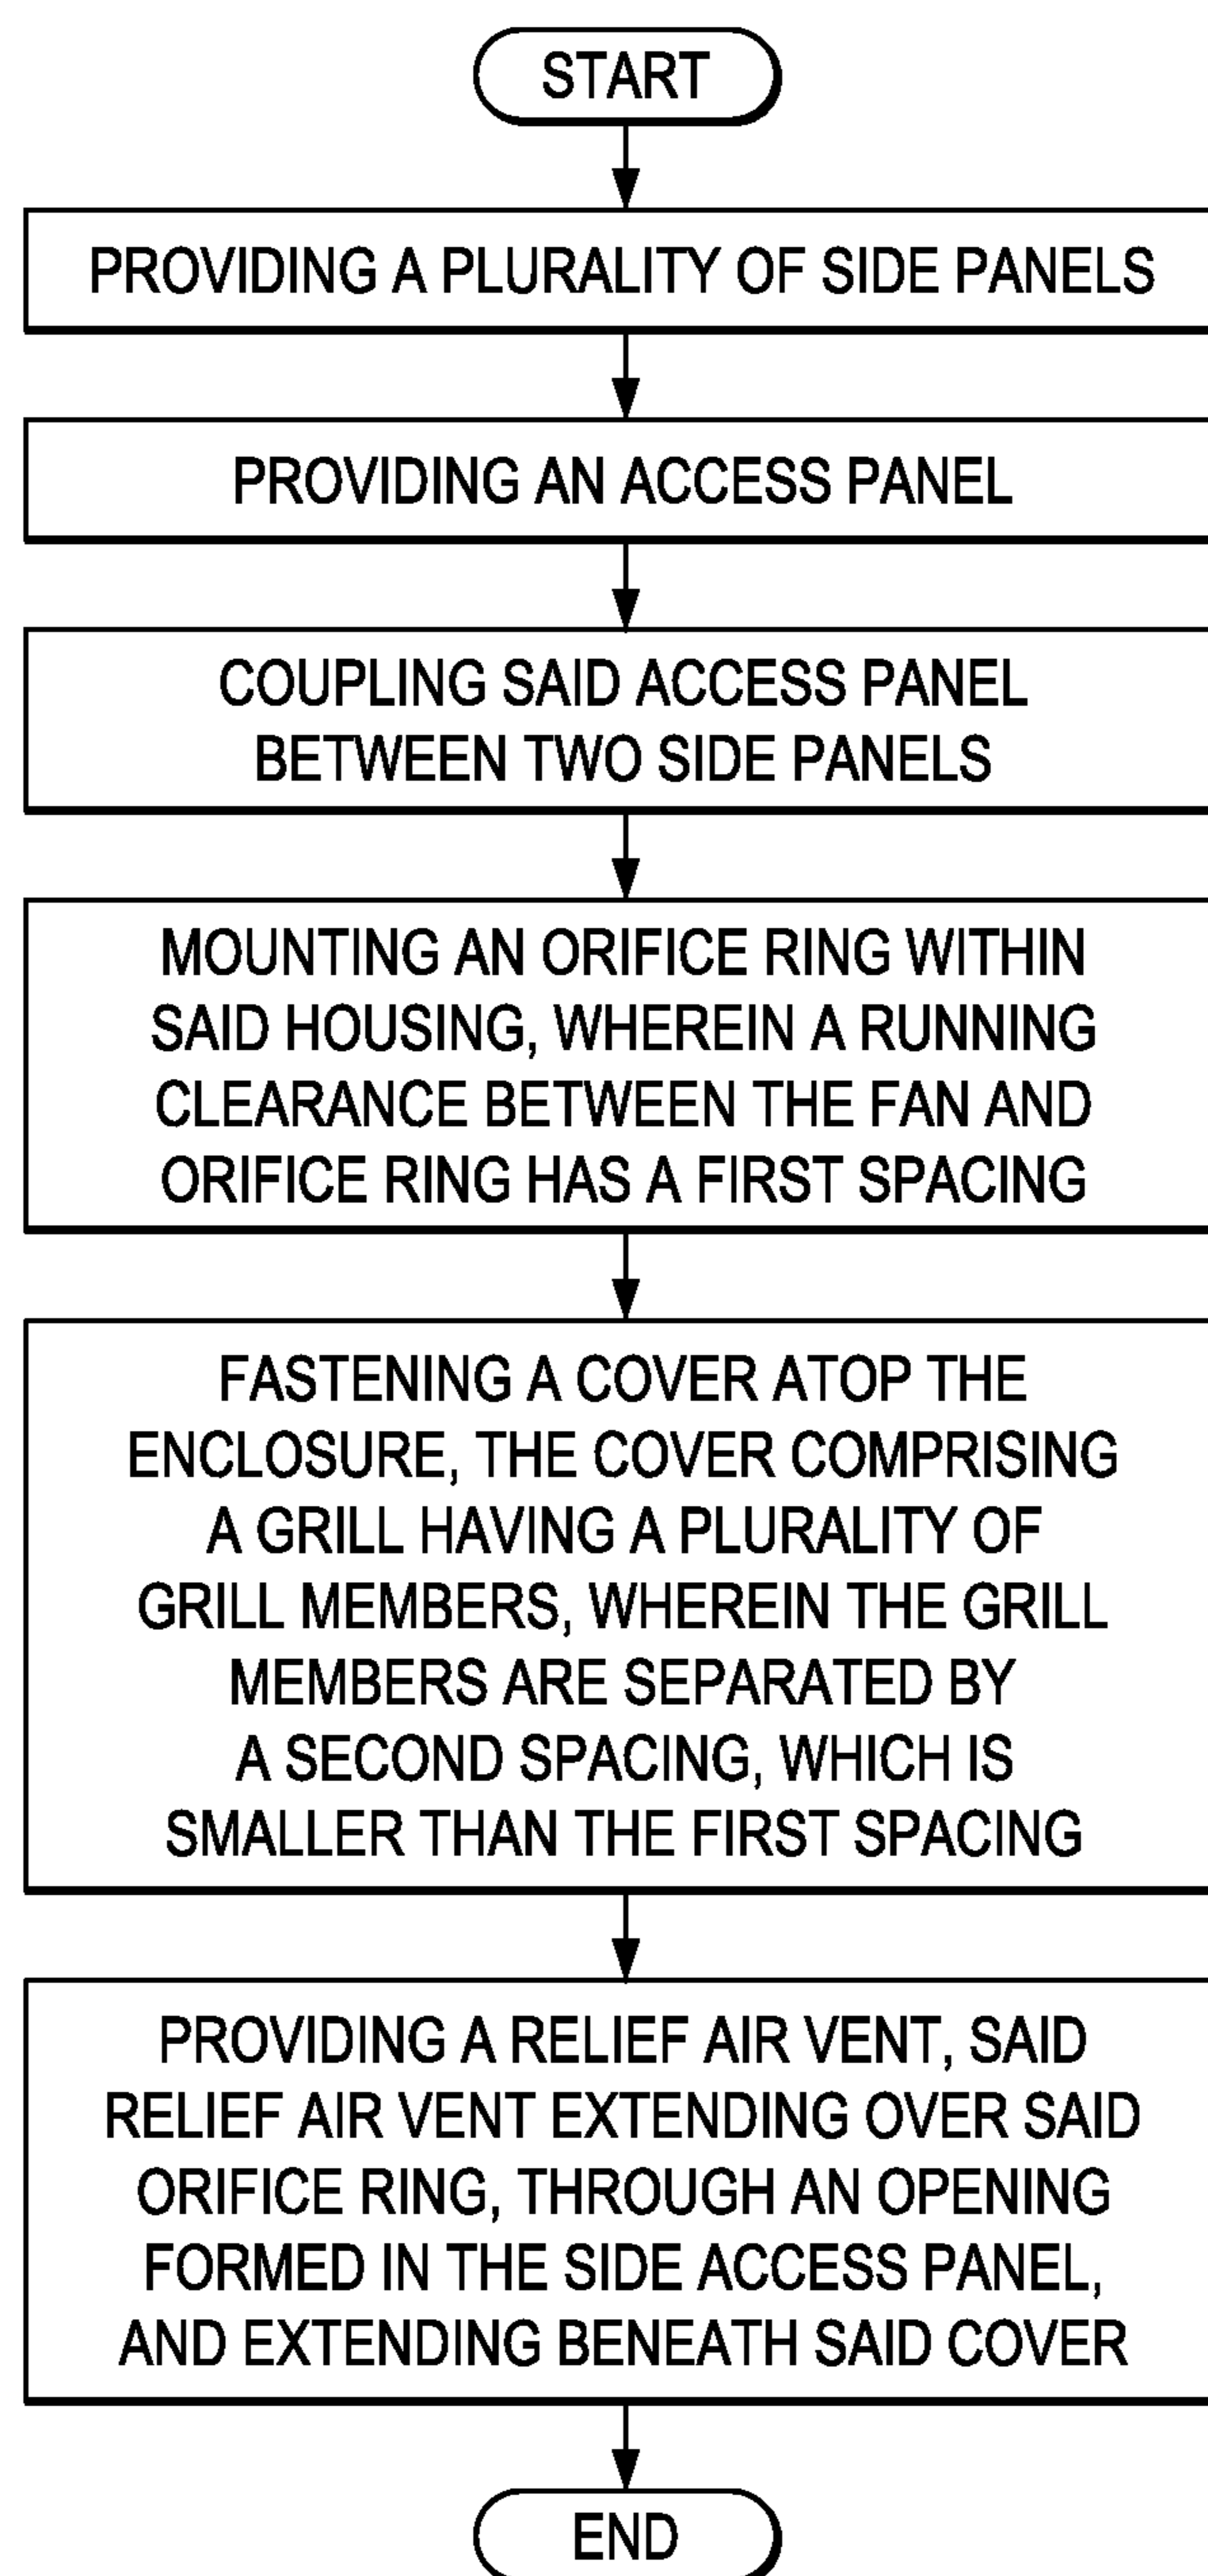 START
PROVIDING A PLURALITY OF SIDE PANELS
PROVIDING AN ACCESS PANEL
COUPLING SAID ACCESS PANEL
BETWEEN TWO SIDE PANELS
MOUNTING AN ORIFICE RING WITHIN
SAID HOUSING, WHEREIN A RUNNING
CLEARANCE BETWEEN THE FAN AND
ORIFICE RING HAS A FIRST SPACING
FASTENING A COVER ATOP THE
ENCLOSURE, THE COVER COMPRISING
A GRILL HAVING A PLURALITY OF
GRILL MEMBERS, WHEREIN THE GRILL
MEMBERS ARE SEPARATED BY
A SECOND SPACING, WHICH IS
SMALLER THAN THE FIRST SPACING
PROVIDING A RELIEF AIR VENT, SAID
RELIEF AIR VENT EXTENDING OVER SAID
ORIFICE RING, THROUGH AN OPENING
FORMED IN THE SIDE ACCESS PANEL,
AND EXTENDING BENEATH SAID COVER
END